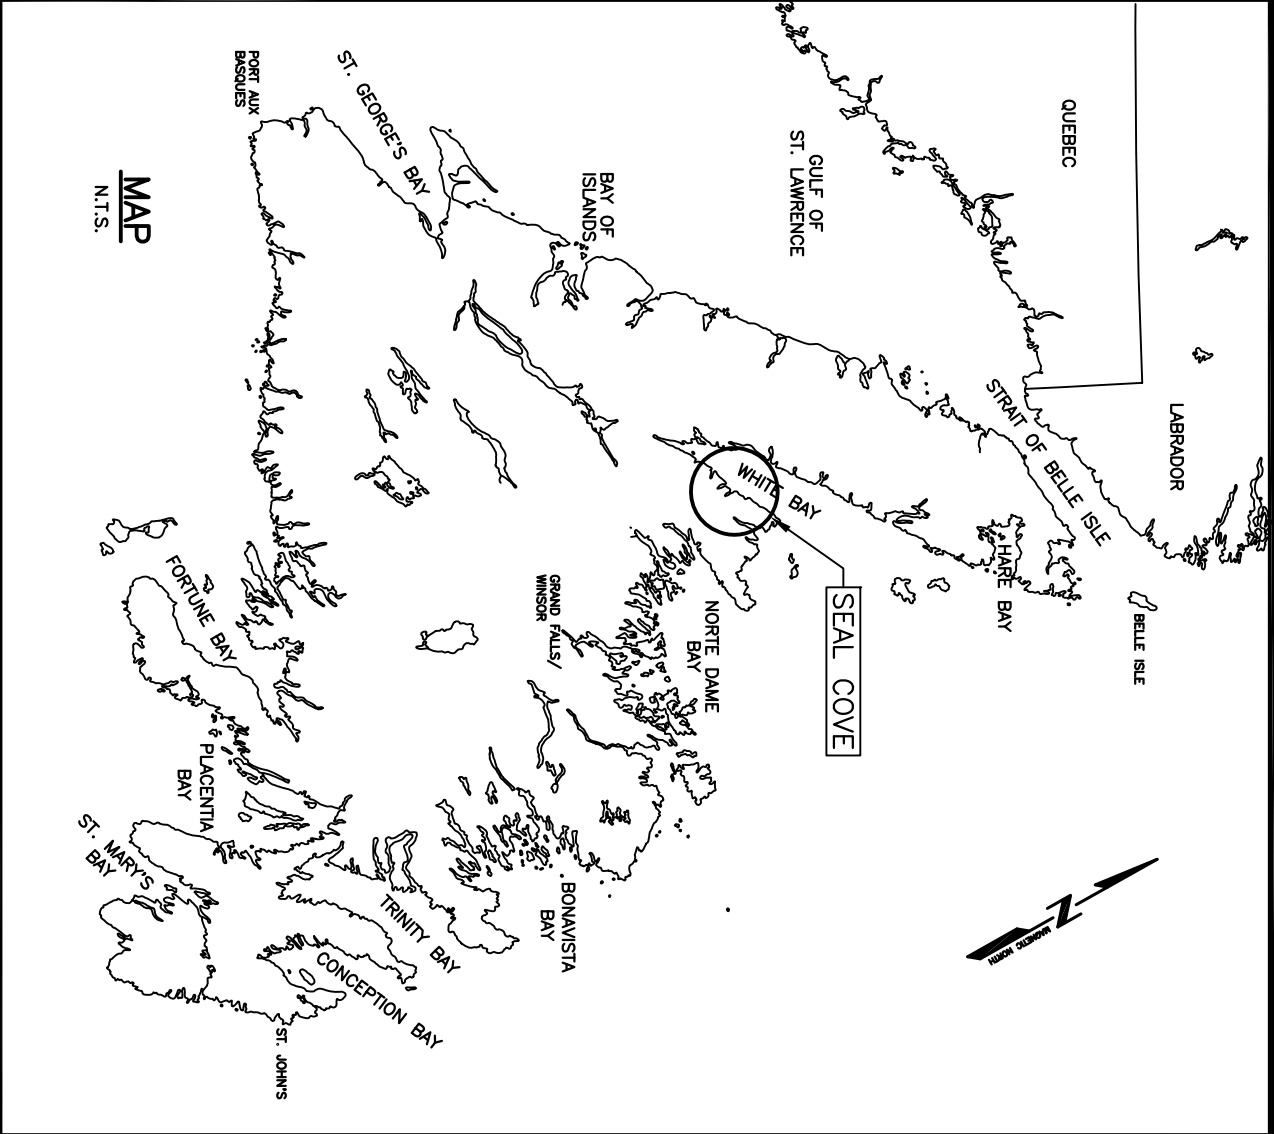 QUEBEC
LABRADOR
GULF OF
ST. LAWRENCE
STRAIT OF BELLE ISLE
BELLE ISLE
HARE BAY
WHITE BAY
SEAL COVE
BAY OF
ISLANDS
ST. GEORGE'S BAY
PORT AUX
BASQUES
NORTE DAME
BAY
GRAND FALLS/
WINSOR
BONAVISTA
BAY
TRINITY BAY
CONCEPTION BAY
ST. JOHN'S
FORTUNE BAY
PLACENTIA
BAY
ST. MARY'S
BAY
MAGNETIC NORTH
MAP
N.T.S.